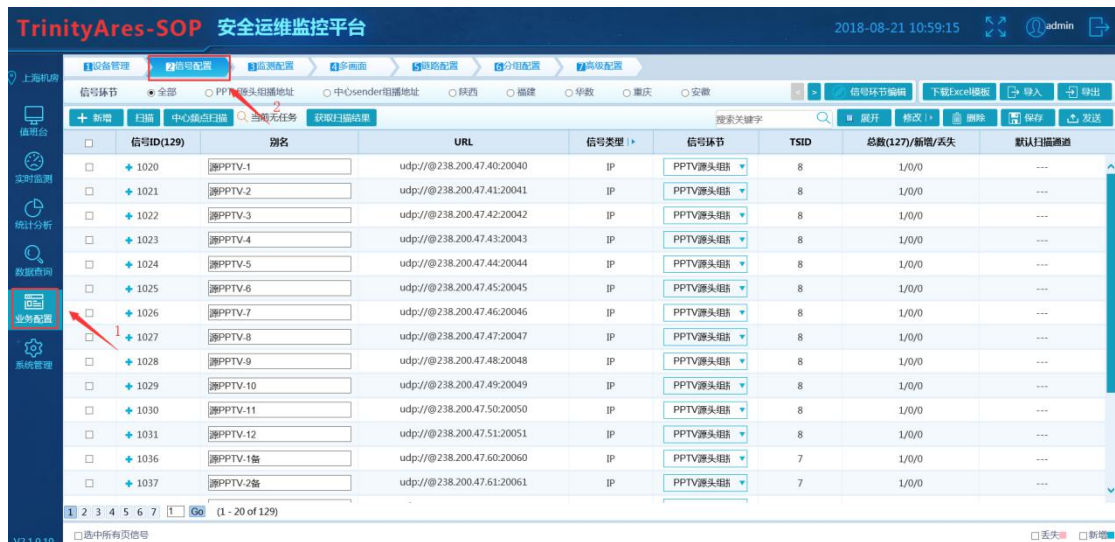 TrinityAres-SOP 安全运维监控平台 2018-08-21 10:59:15 admin
上海机房
1设备管理 2信号配置 3监测配置 4多画面 5链路配置 6分组配置 7高级配置
信号环节 全部 PPTV源头组播地址 中心sender组播地址 陕西 福建 华数 重庆 安徽 信号环节编辑 下载Excel模板 导入 导出
2
新增 扫描 中心频点扫描 当前无任务 获取扫描结果 搜索关键字 展开 修改 删除 保存 发送
信号ID(129) 别名 URL 信号类型 信号环节 TSID 总数(127)/新增/丢失 默认扫描通道
1020 源PPTV-1 udp://@238.200.47.40:20040 IP PPTV源头组 8 1/0/0 ---
1021 源PPTV-2 udp://@238.200.47.41:20041 IP PPTV源头组 8 1/0/0 ---
1022 源PPTV-3 udp://@238.200.47.42:20042 IP PPTV源头组 8 1/0/0 ---
1023 源PPTV-4 udp://@238.200.47.43:20043 IP PPTV源头组 8 1/0/0 ---
1024 源PPTV-5 udp://@238.200.47.44:20044 IP PPTV源头组 8 1/0/0 ---
1025 源PPTV-6 udp://@238.200.47.45:20045 IP PPTV源头组 8 1/0/0 ---
1026 源PPTV-7 udp://@238.200.47.46:20046 IP PPTV源头组 8 1/0/0 ---
1027 源PPTV-8 udp://@238.200.47.47:20047 IP PPTV源头组 8 1/0/0 ---
1028 源PPTV-9 udp://@238.200.47.48:20048 IP PPTV源头组 8 1/0/0 ---
1029 源PPTV-10 udp://@238.200.47.49:20049 IP PPTV源头组 8 1/0/0 ---
1030 源PPTV-11 udp://@238.200.47.50:20050 IP PPTV源头组 8 1/0/0 ---
1031 源PPTV-12 udp://@238.200.47.51:20051 IP PPTV源头组 8 1/0/0 ---
1036 源PPTV-1备 udp://@238.200.47.60:20060 IP PPTV源头组 7 1/0/0 ---
1037 源PPTV-2备 udp://@238.200.47.61:20061 IP PPTV源头组 7 1/0/0 ---
值班台
实时监测
统计分析
数据查询
业务配置
1
系统管理
1 2 3 4 5 6 7 1 Go (1 - 20 of 129)
选中所有页信号 丢失 新增